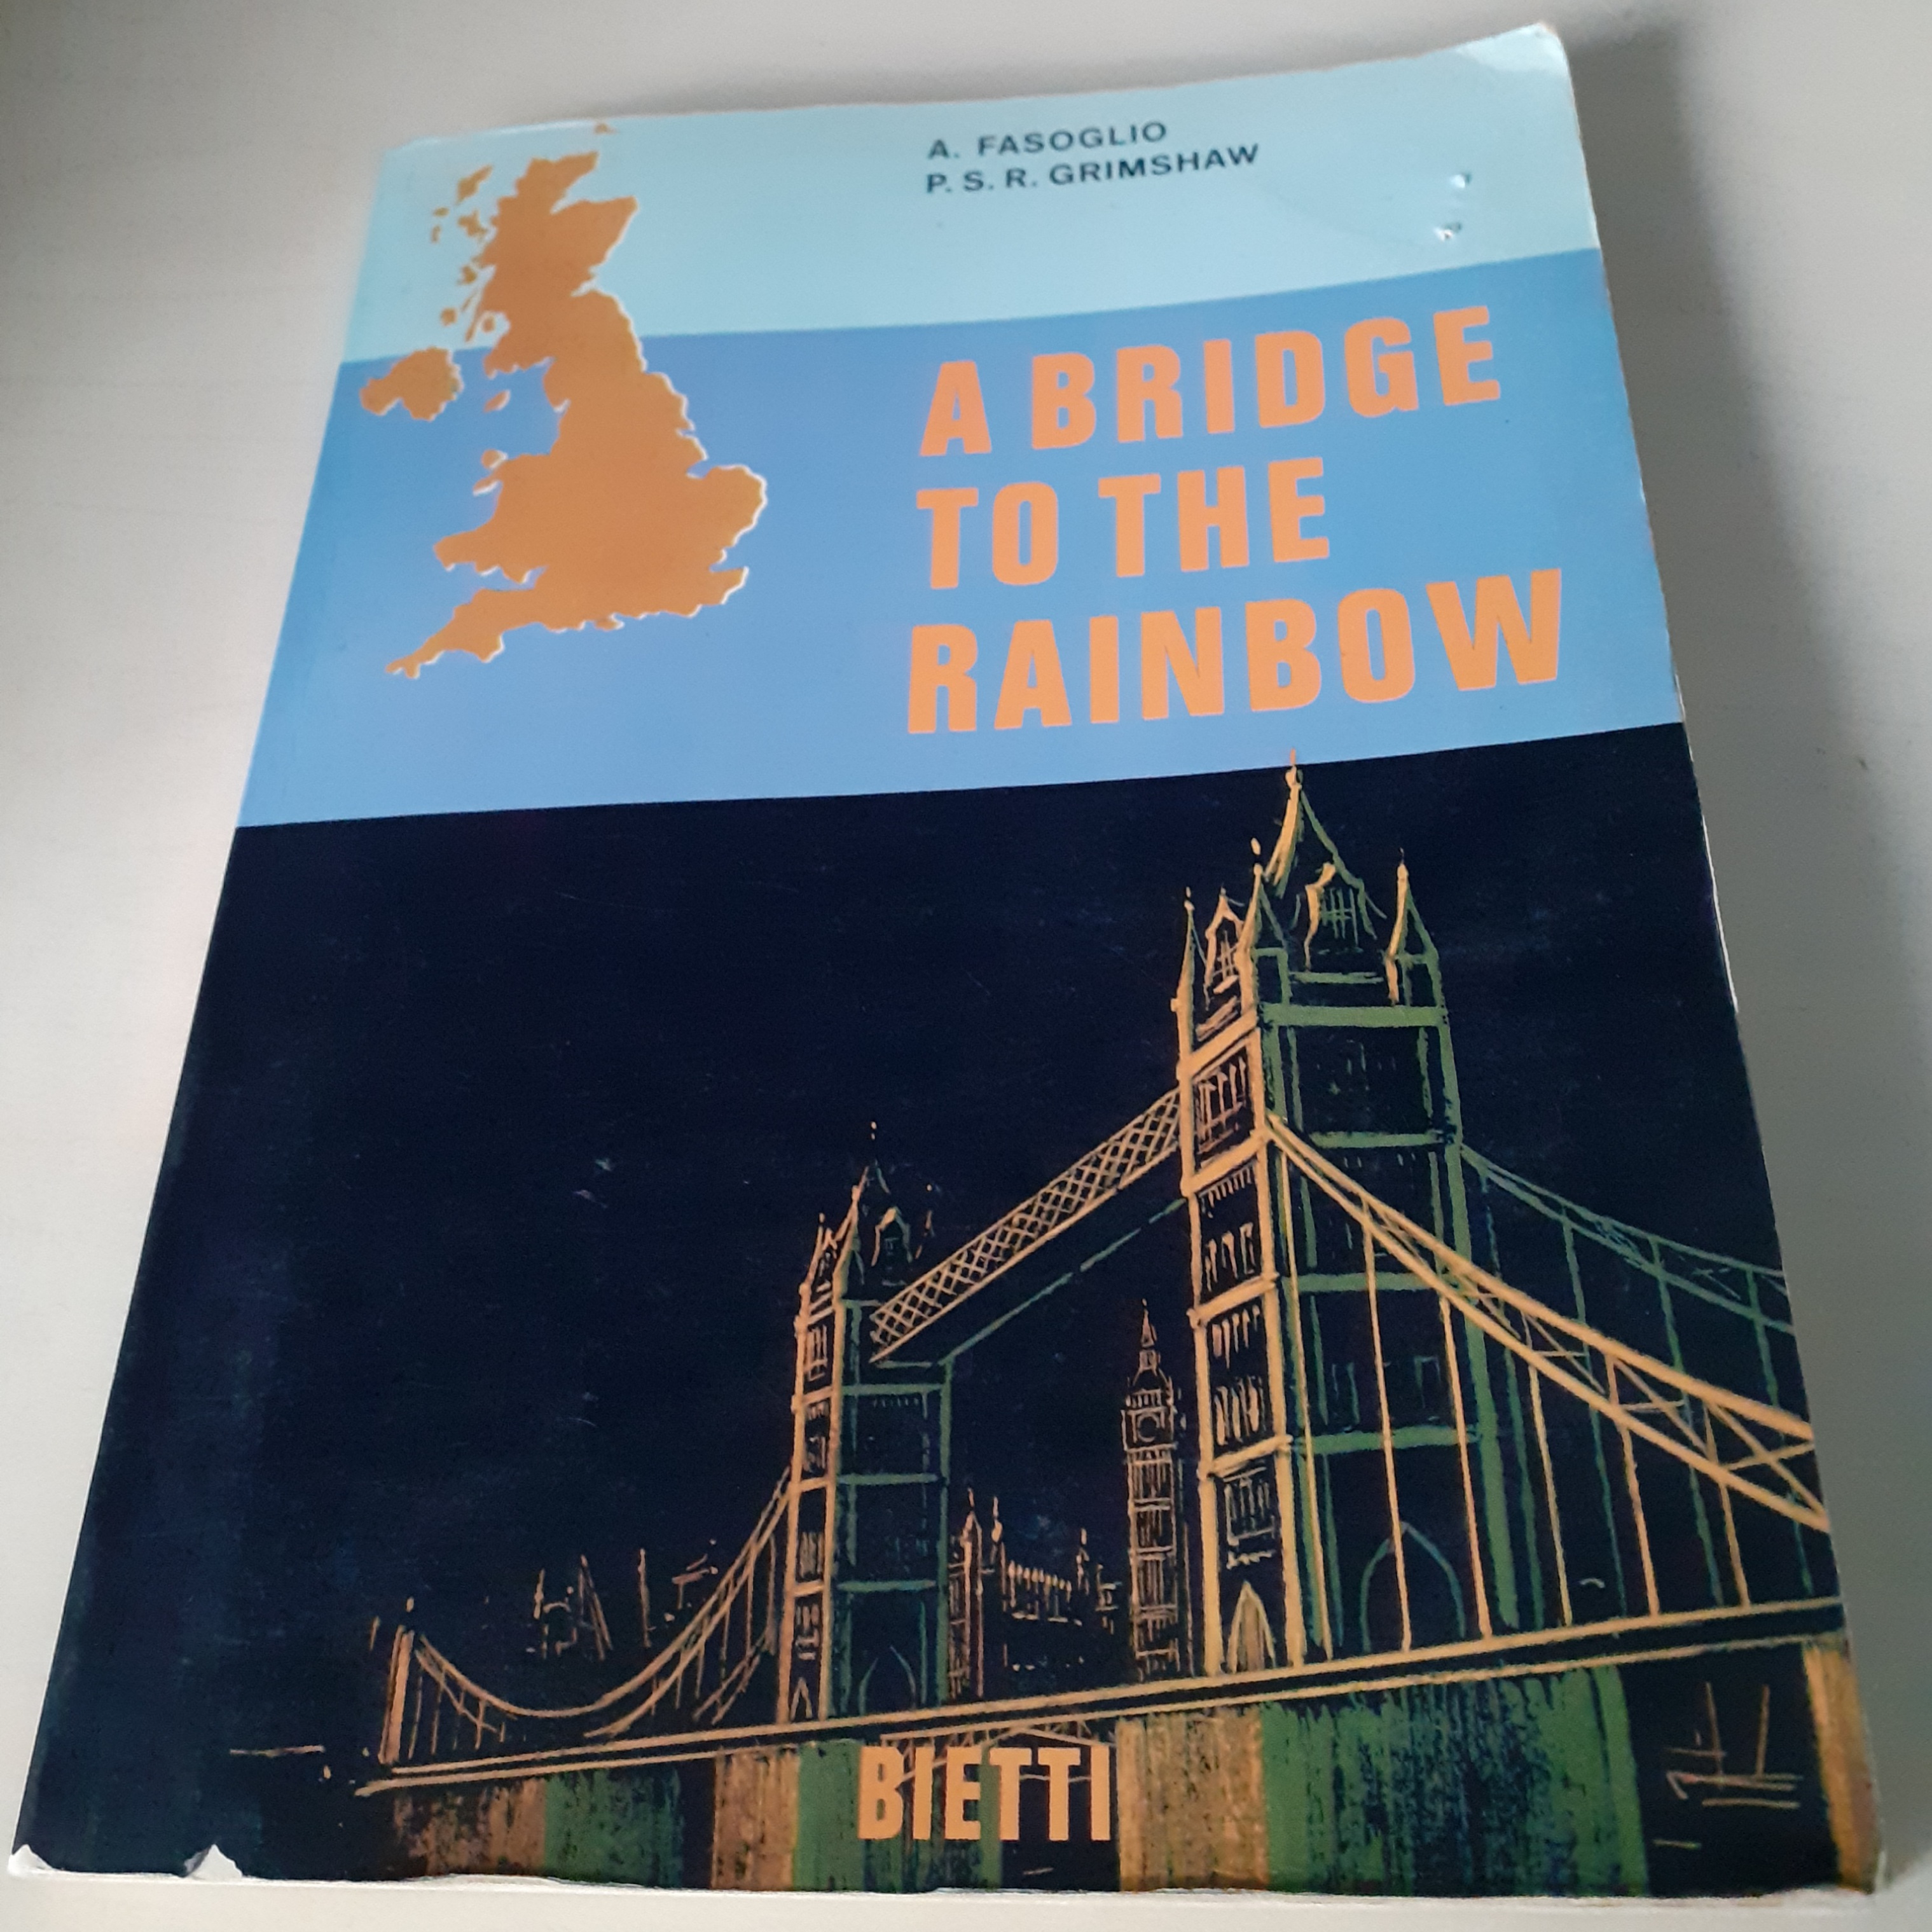 A. FASOGLIO
P. S. R. GRIMSHAW
A BRIDGE
TO THE
RAINBOW
BIETTI